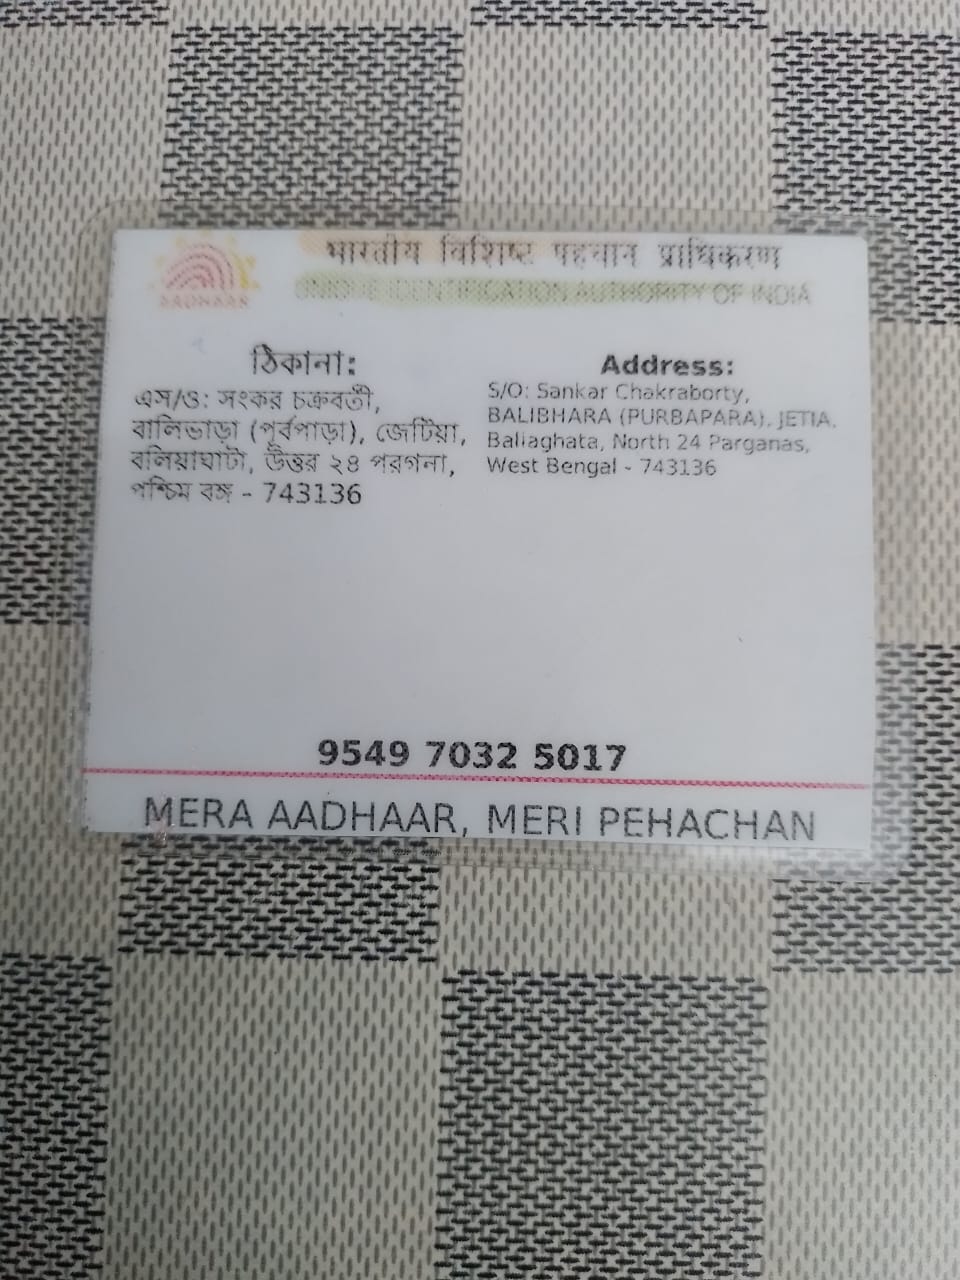 भारतीय विशिष्ट पहचान प्राधिकरण
UNIQUE IDENTIFICATION AUTHORITY OF INDIA
AADHAAR
ঠিকানা:
এস/ও: সংকর চক্রবর্তী,
বালিভাড়া (পূর্বপাড়া), জেটিয়া,
বলিয়াঘাটা, উত্তর ২৪ পরগনা,
পশ্চিম বঙ্গ - 743136
Address:
S/O: Sankar Chakraborty,
BALIBHARA (PURBAPARA), JETIA,
Baliaghata, North 24 Parganas,
West Bengal - 743136
9549 7032 5017
MERA AADHAAR, MERI PEHACHAN